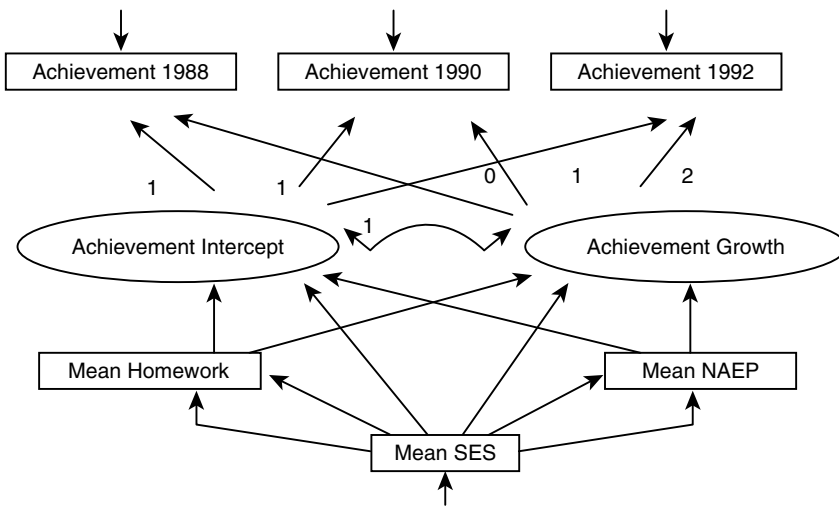 Achievement 1988
Achievement 1990
Achievement 1992
1
1
0
1
2
1
Achievement Intercept
Achievement Growth
Mean Homework
Mean NAEP
Mean SES